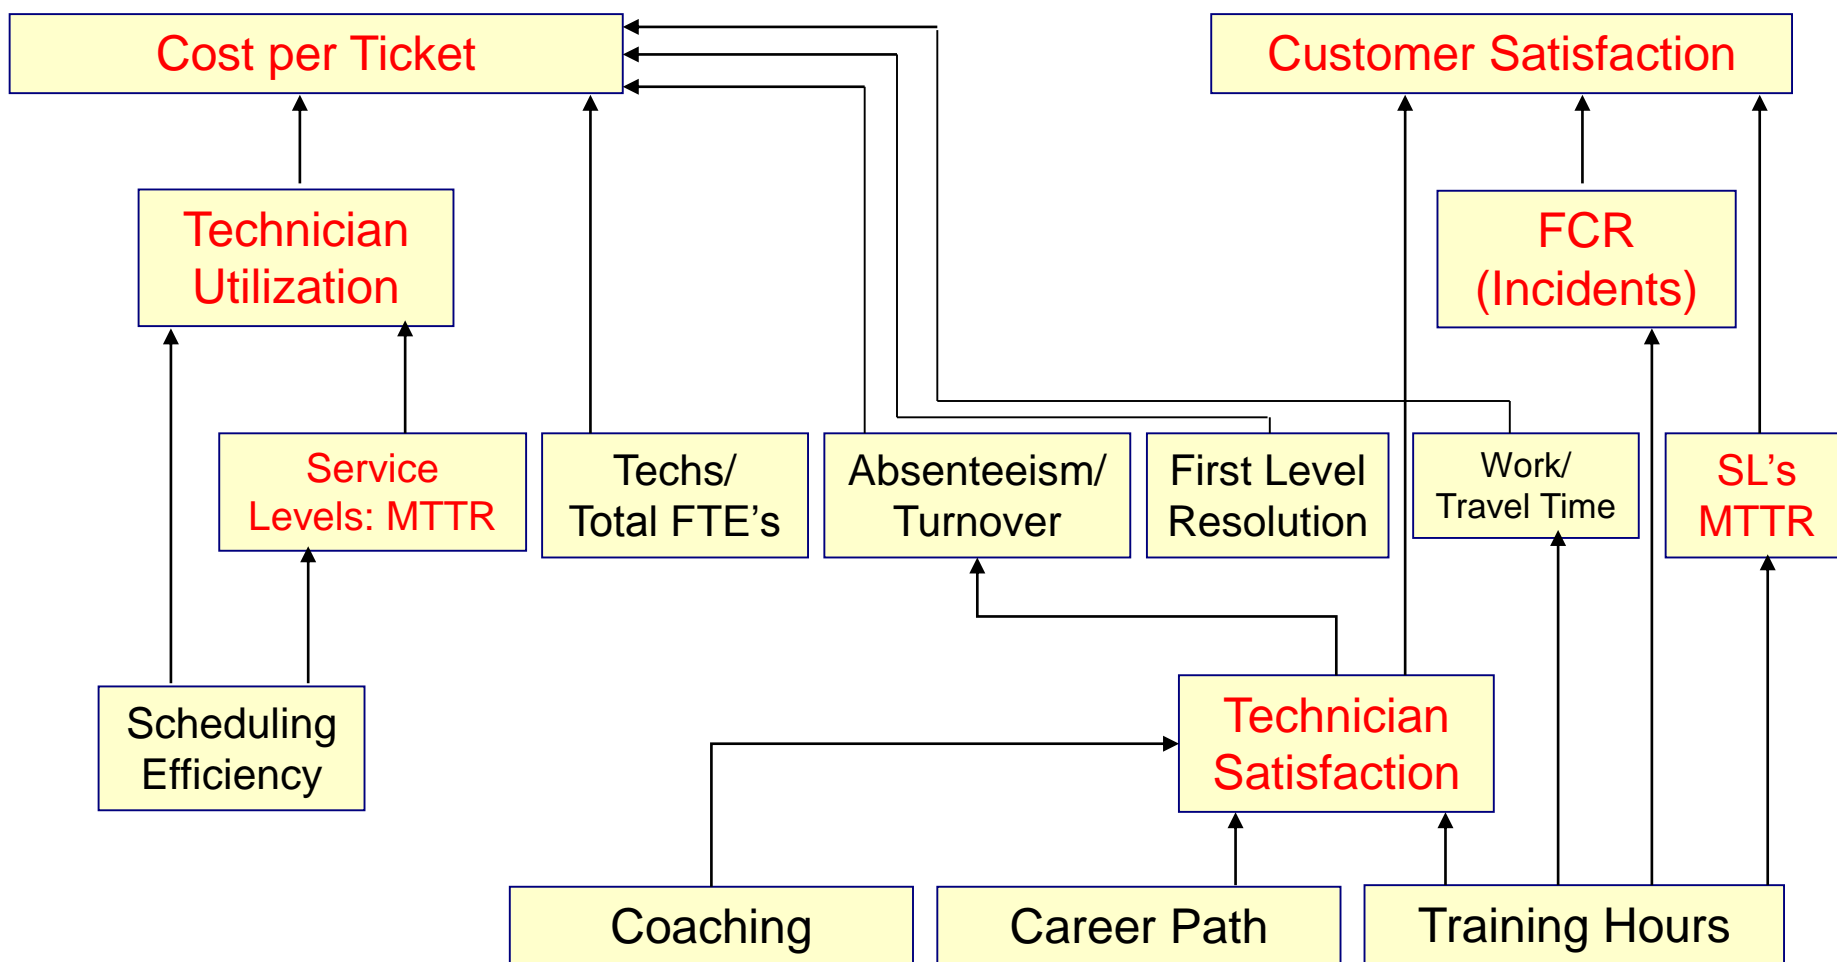 Cost per Ticket
Customer Satisfaction
Technician
Utilization
FCR
(Incidents)
Service
Levels: MTTR
Techs/
Total FTE’s
Absenteeism/
Turnover
First Level
Resolution
Work/
Travel Time
SL’s
MTTR
Scheduling
Efficiency
Technician
Satisfaction
Coaching
Career Path
Training Hours